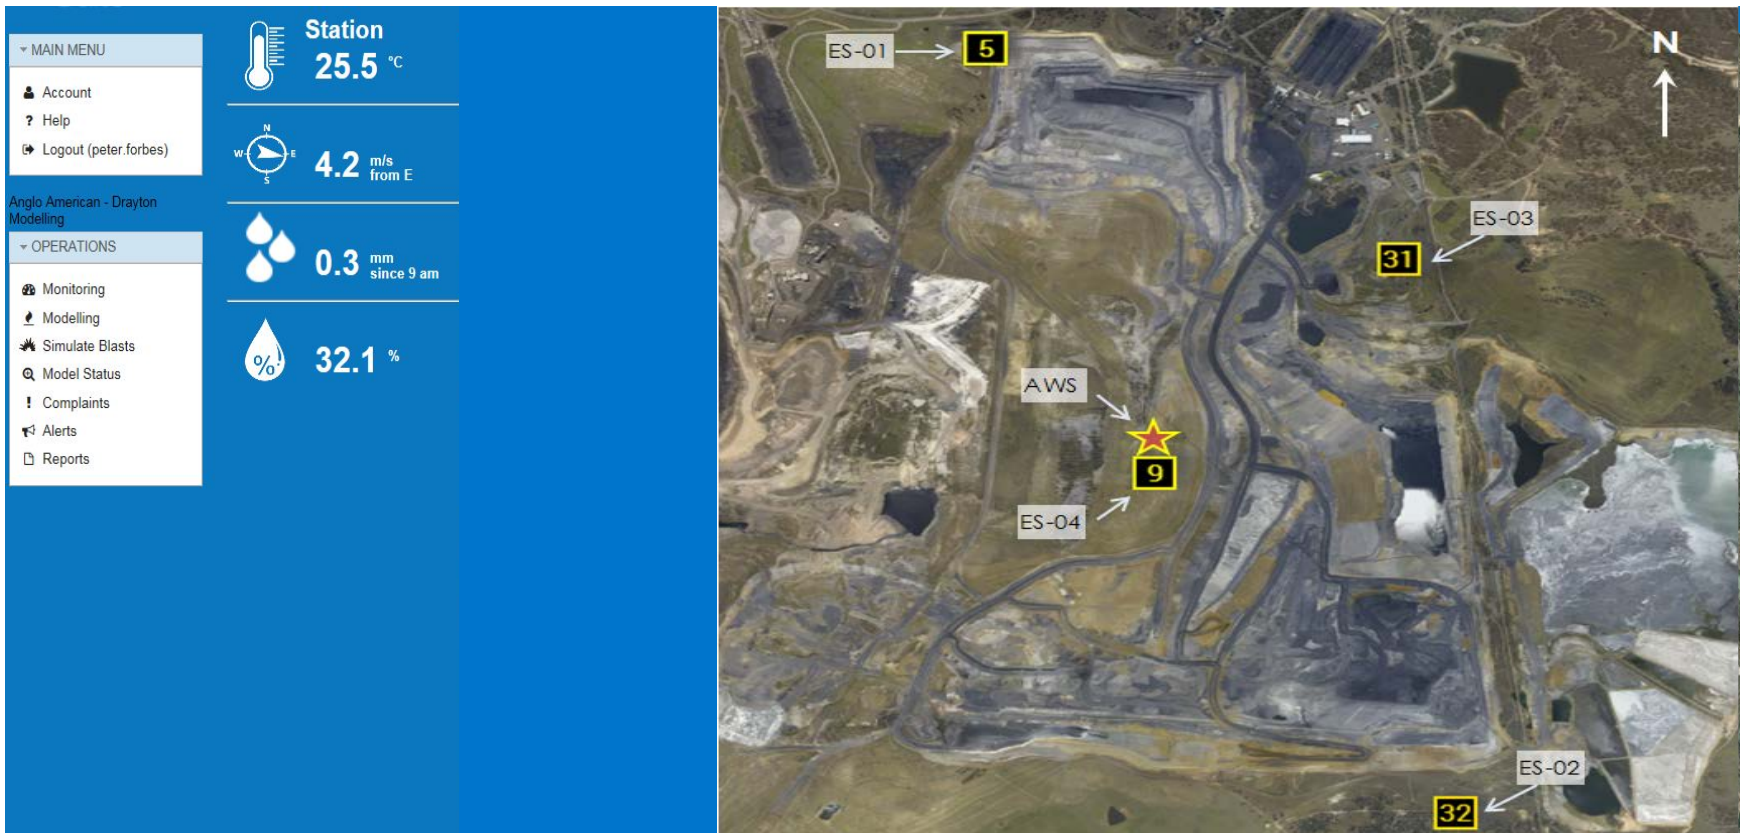 MAIN MENU
Account
? Help
Logout (peter.forbes)
Anglo American - Drayton
Modelling
OPERATIONS
Monitoring
Modelling
Simulate Blasts
Model Status
! Complaints
Alerts
Reports
Station
25.5 °C
N
W E
S
4.2 m/s
from E
0.3 mm
since 9 am
%
32.1 %
ES-01
5
N
ES-03
31
AWS
9
ES-04
ES-02
32